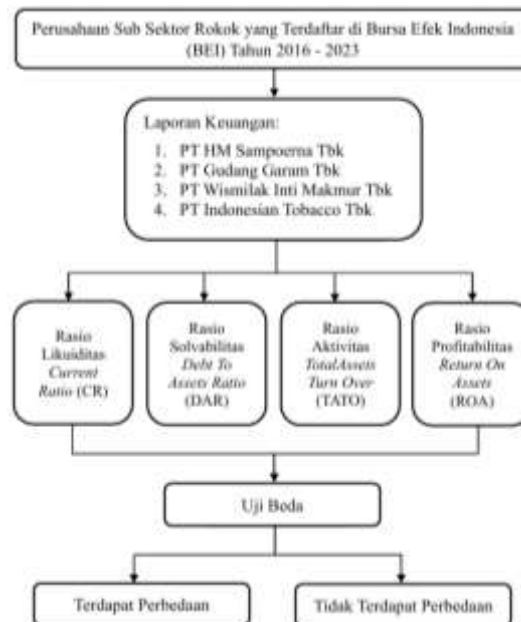 Perusahaan Sub Sektor Rokok yang Terdaftar di Bursa Efek Indonesia
(BEI) Tahun 2016 - 2023
Laporan Keuangan:
1. PT HM Sampoerna Tbk
2. PT Gudang Garam Tbk
3. PT Wismilak Inti Makmur Tbk
4. PT Indonesian Tobacco Tbk
Rasio
Likuiditas
Current
Ratio (CR)
Rasio
Solvabilitas
Debt To
Assets Ratio
(DAR)
Rasio
Aktivitas
TotalAssets
Turn Over
(TATO)
Rasio
Profitabilitas
Return On
Assets
(ROA)
Uji Beda
Terdapat Perbedaan
Tidak Terdapat Perbedaan